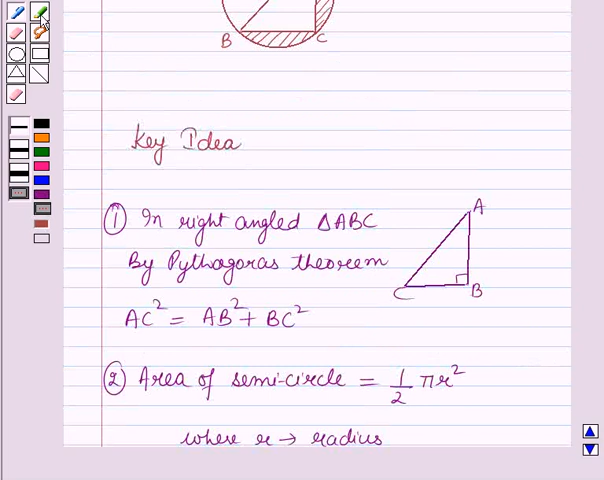 B C
Key Idea
① In right angled △ABC
By Pythagoras theorem
AC² = AB² + BC²
A
C B
② Area of semi-circle = 1/2 πr²
where r → radius